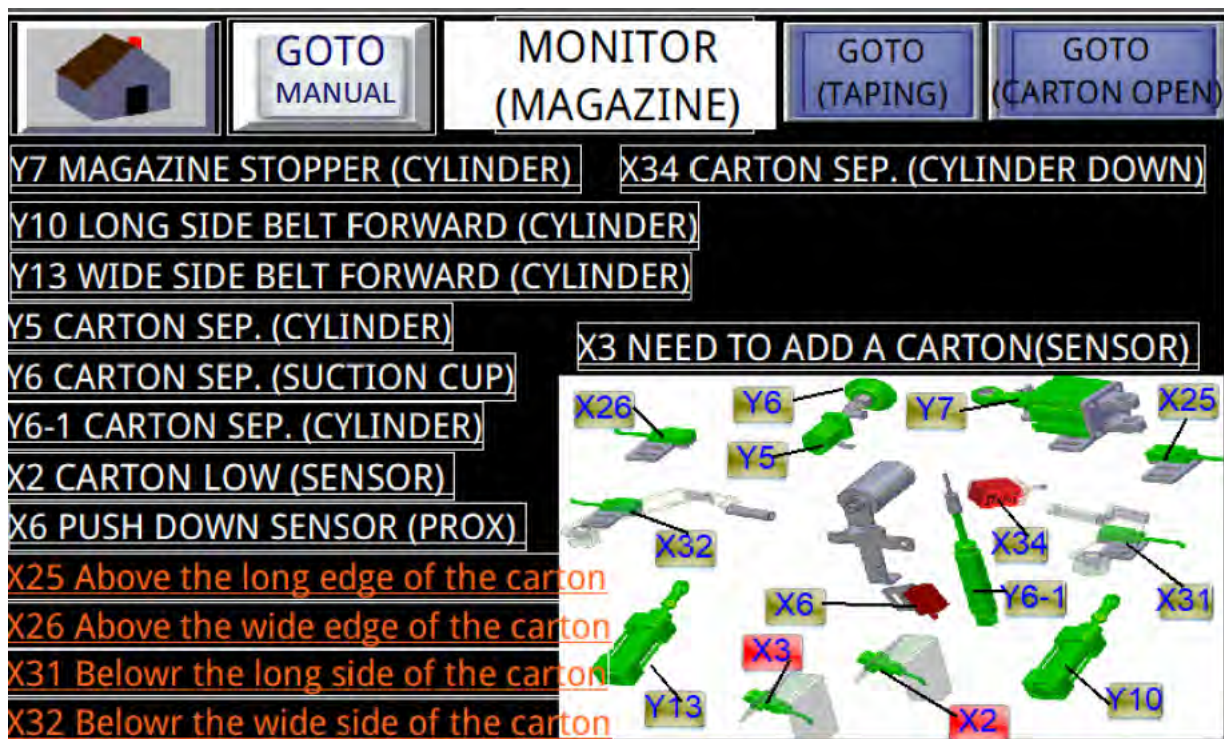 GOTO
MANUAL
MONITOR
(MAGAZINE)
GOTO
(TAPING)
GOTO
(CARTON OPEN)
Y7 MAGAZINE STOPPER (CYLINDER)
X34 CARTON SEP. (CYLINDER DOWN)
Y10 LONG SIDE BELT FORWARD (CYLINDER)
Y13 WIDE SIDE BELT FORWARD (CYLINDER)
Y5 CARTON SEP. (CYLINDER)
X3 NEED TO ADD A CARTON(SENSOR)
Y6 CARTON SEP. (SUCTION CUP)
Y6-1 CARTON SEP. (CYLINDER)
X2 CARTON LOW (SENSOR)
X6 PUSH DOWN SENSOR (PROX)
X25 Above the long edge of the carton
X26 Above the wide edge of the carton
X31 Belowr the long side of the carton
X32 Belowr the wide side of the carton
X26
Y6
Y7
X25
Y5
X32
X34
X6
Y6-1
X31
X3
Y13
X2
Y10